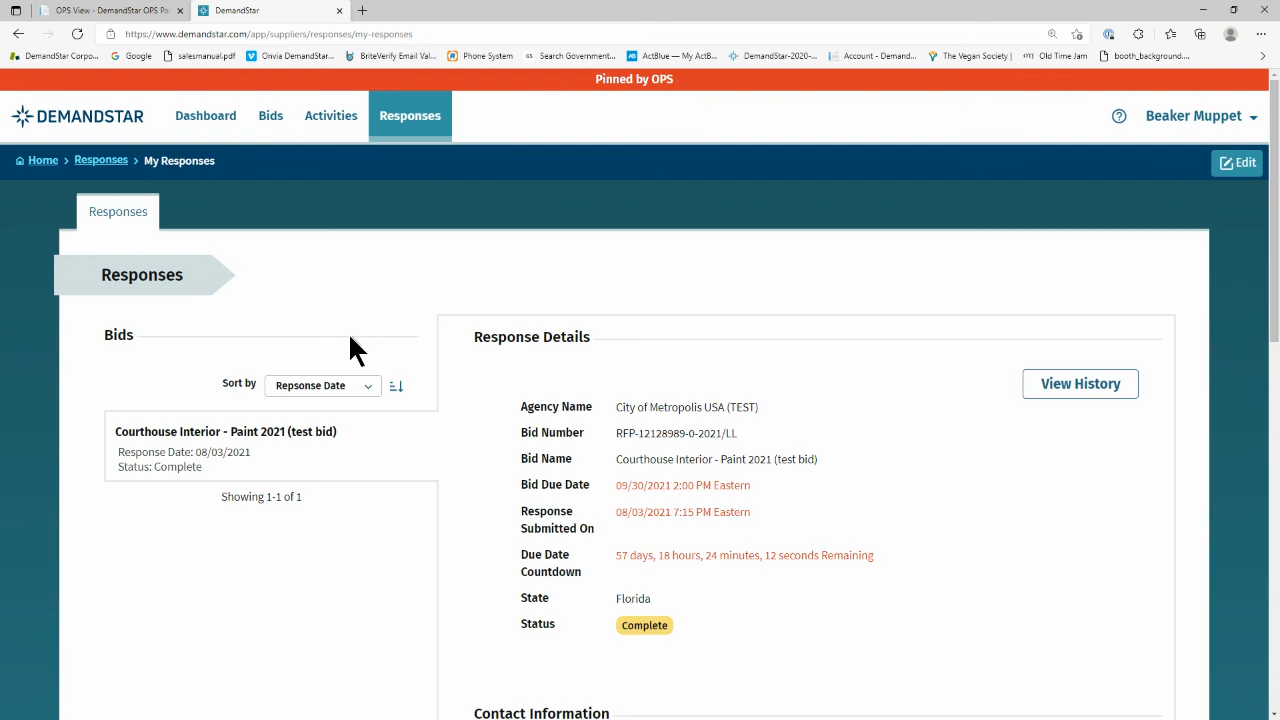 OPS View - DemandStar OPS Pa
DemandStar
https://www.demandstar.com/app/suppliers/responses/my-responses
DemandStar Corpo...
Google
salesmanual.pdf
Onvia DemandStar...
BriteVerify Email Val...
Phone System
GS Search Government...
ActBlue — My ActB...
DemandStar-2020-...
Account - Demand...
The Vegan Society |
Old Time Jam
booth_background....
Pinned by OPS
DEMANDSTAR
Dashboard
Bids
Activities
Responses
Beaker Muppet
Home > Responses > My Responses
Edit
Responses
Responses
Bids
Sort by Repsonse Date
Courthouse Interior - Paint 2021 (test bid)
Response Date: 08/03/2021
Status: Complete
Showing 1-1 of 1
Response Details
View History
Agency Name City of Metropolis USA (TEST)
Bid Number RFP-12128989-0-2021/LL
Bid Name Courthouse Interior - Paint 2021 (test bid)
Bid Due Date 09/30/2021 2:00 PM Eastern
Response Submitted On 08/03/2021 7:15 PM Eastern
Due Date Countdown 57 days, 18 hours, 24 minutes, 12 seconds Remaining
State Florida
Status Complete
Contact Information